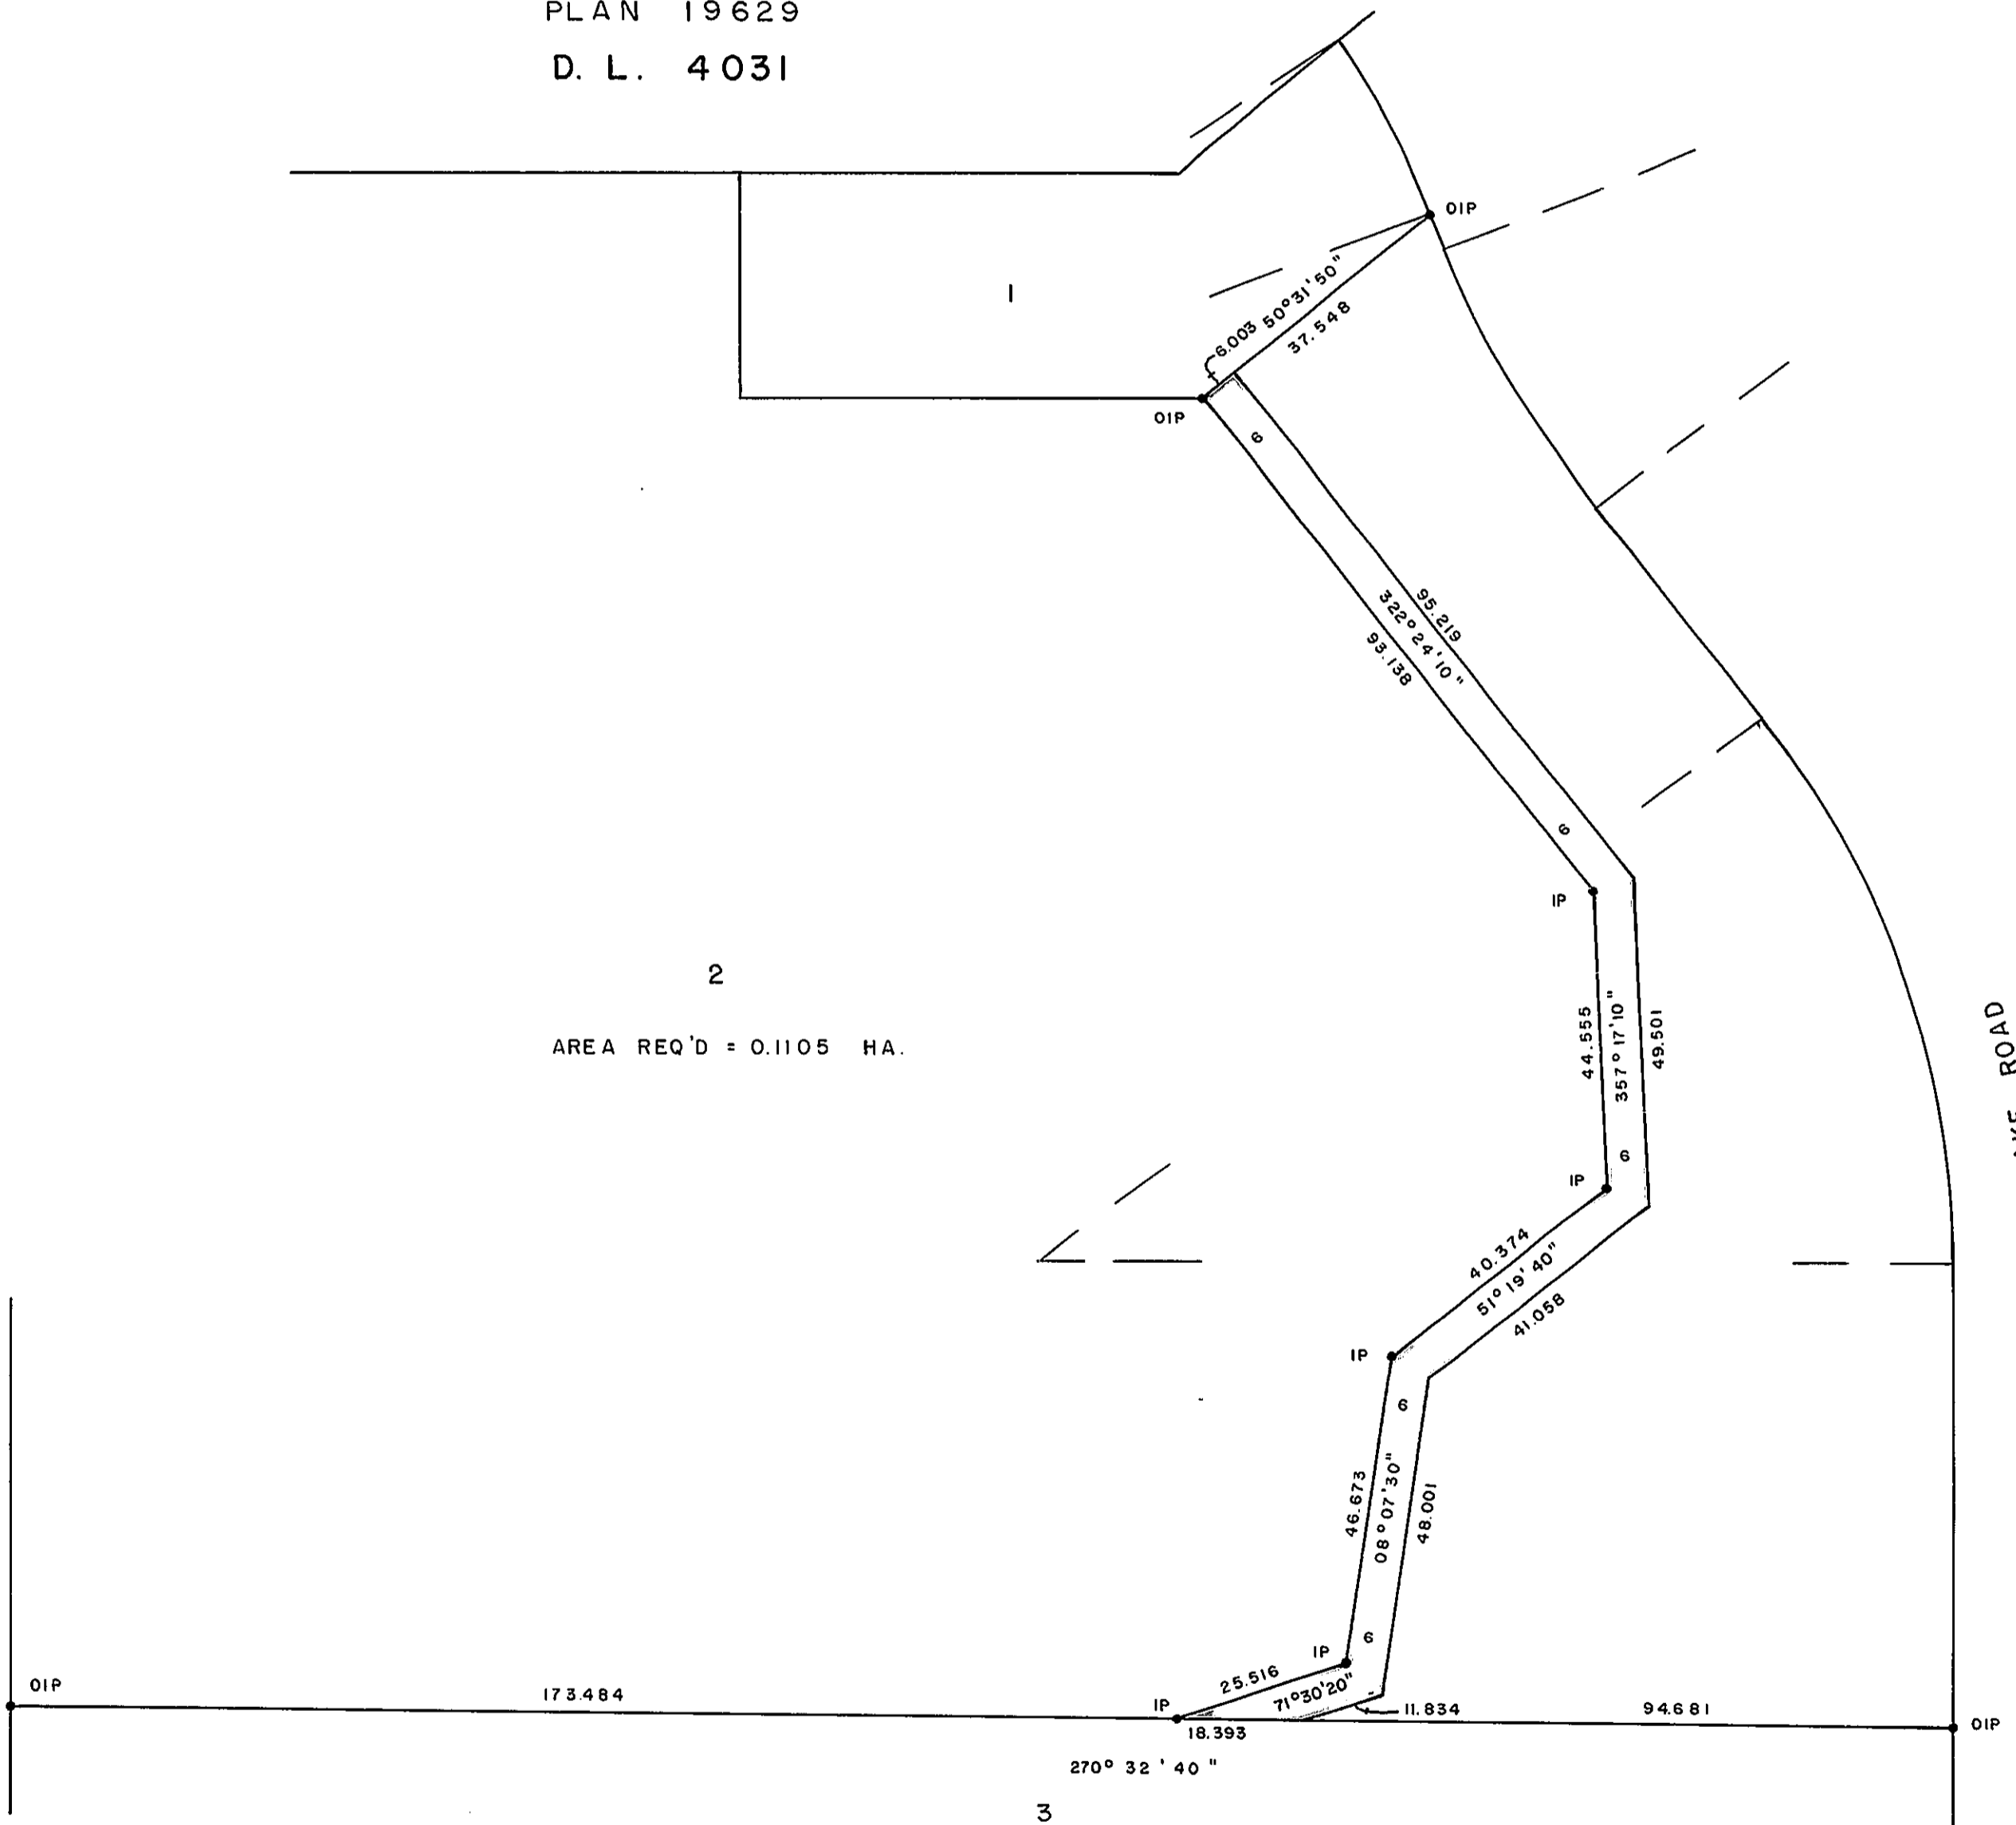 PLAN 19629
D. L. 4031
OIP
6.003 50°31'50"
37.548
1
OIP
6
95.219
322° 24' 10"
93.138
6
IP
2
AREA REQ'D = 0.1105 HA.
44.555
357° 17' 10"
49.501
ROAD
6
IP
40.374
51° 19' 40"
41.058
IP
6
46.673
08° 07' 30"
48.001
6
IP
25.516
71°30'20"
OIP
173.484
IP
11.834
94.681
OIP
18.393
270° 32' 40"
3